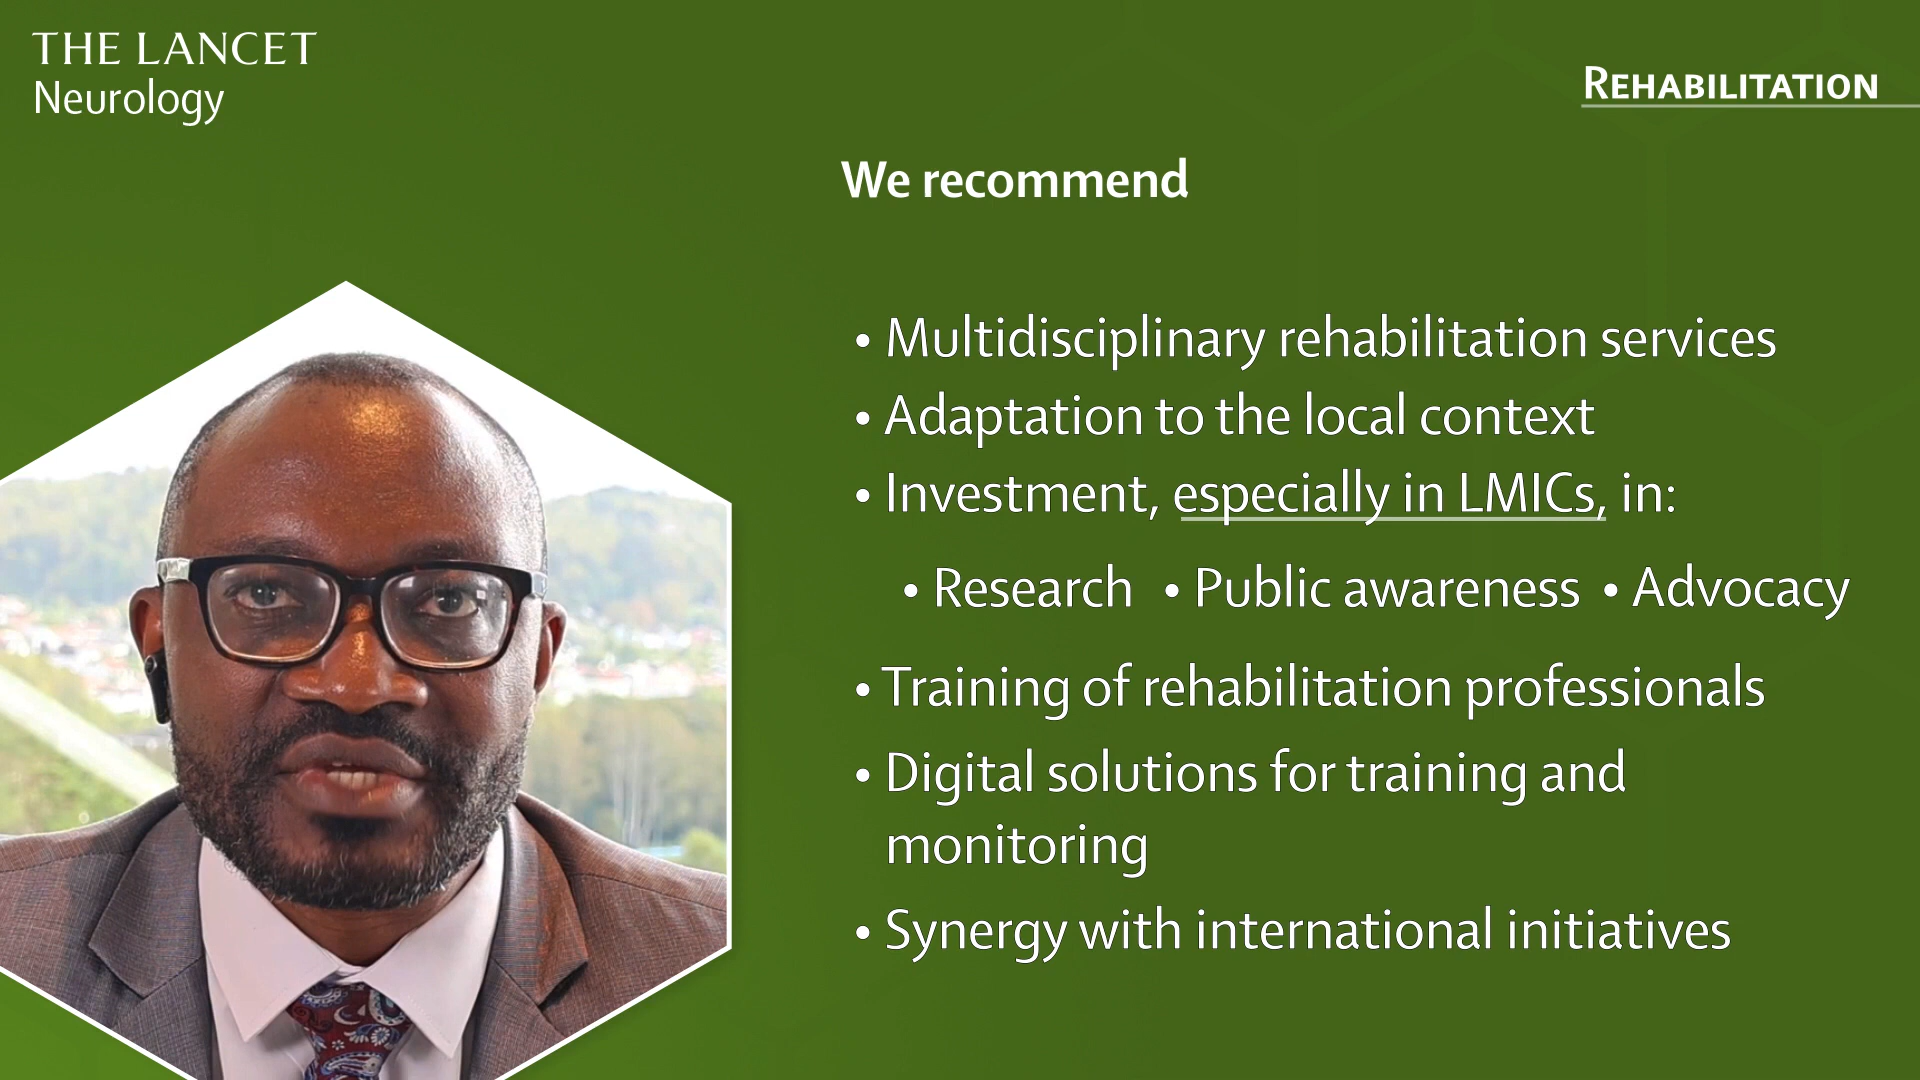 THE LANCET
Neurology
REHABILITATION
We recommend
• Multidisciplinary rehabilitation services
• Adaptation to the local context
• Investment, especially in LMICs, in:
• Research • Public awareness • Advocacy
• Training of rehabilitation professionals
• Digital solutions for training and
monitoring
• Synergy with international initiatives